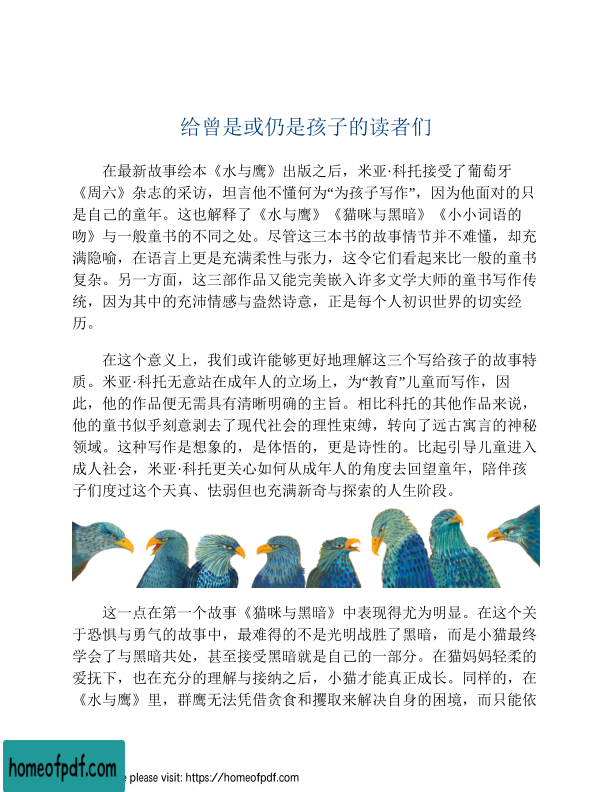 给曾是或仍是孩子的读者们
在最新故事绘本《水与鹰》出版之后，米亚·科托接受了葡萄牙
《周六》杂志的采访，坦言他不懂何为“为孩子写作”，因为他面对的只
是自己的童年。这也解释了《水与鹰》《猫咪与黑暗》《小小词语的
吻》与一般童书的不同之处。尽管这三本书的故事情节并不难懂，却充
满隐喻，在语言上更是充满柔性与张力，这令它们看起来比一般的童书
复杂。另一方面，这三部作品又能完美嵌入许多文学大师的童书写作传
统，因为其中的充沛情感与盎然诗意，正是每个人初识世界的切实经
历。
在这个意义上，我们或许能够更好地理解这三个写给孩子的故事特
质。米亚·科托无意站在成年人的立场上，为“教育”儿童而写作，因
此，他的作品便无需具有清晰明确的主旨。相比科托的其他作品来说，
他的童书似乎刻意剥去了现代社会的理性束缚，转向了远古寓言的神秘
领域。这种写作是想象的，是体悟的，更是诗性的。比起引导儿童进入
成人社会，米亚·科托更关心如何从成年人的角度去回望童年，陪伴孩
子们度过这个天真、怯弱但也充满新奇与探索的人生阶段。
这一点在第一个故事《猫咪与黑暗》中表现得尤为明显。在这个关
于恐惧与勇气的故事中，最难得的不是光明战胜了黑暗，而是小猫最终
学会了与黑暗共处，甚至接受黑暗就是自己的一部分。在猫妈妈轻柔的
爱抚下，也在充分的理解与接纳之后，小猫才能真正成长。同样的，在
《水与鹰》里，群鹰无法凭借贪食和攫取来解决自身的困境，而只能依
homeofpdf.com
e please visit: https://homeofpdf.com